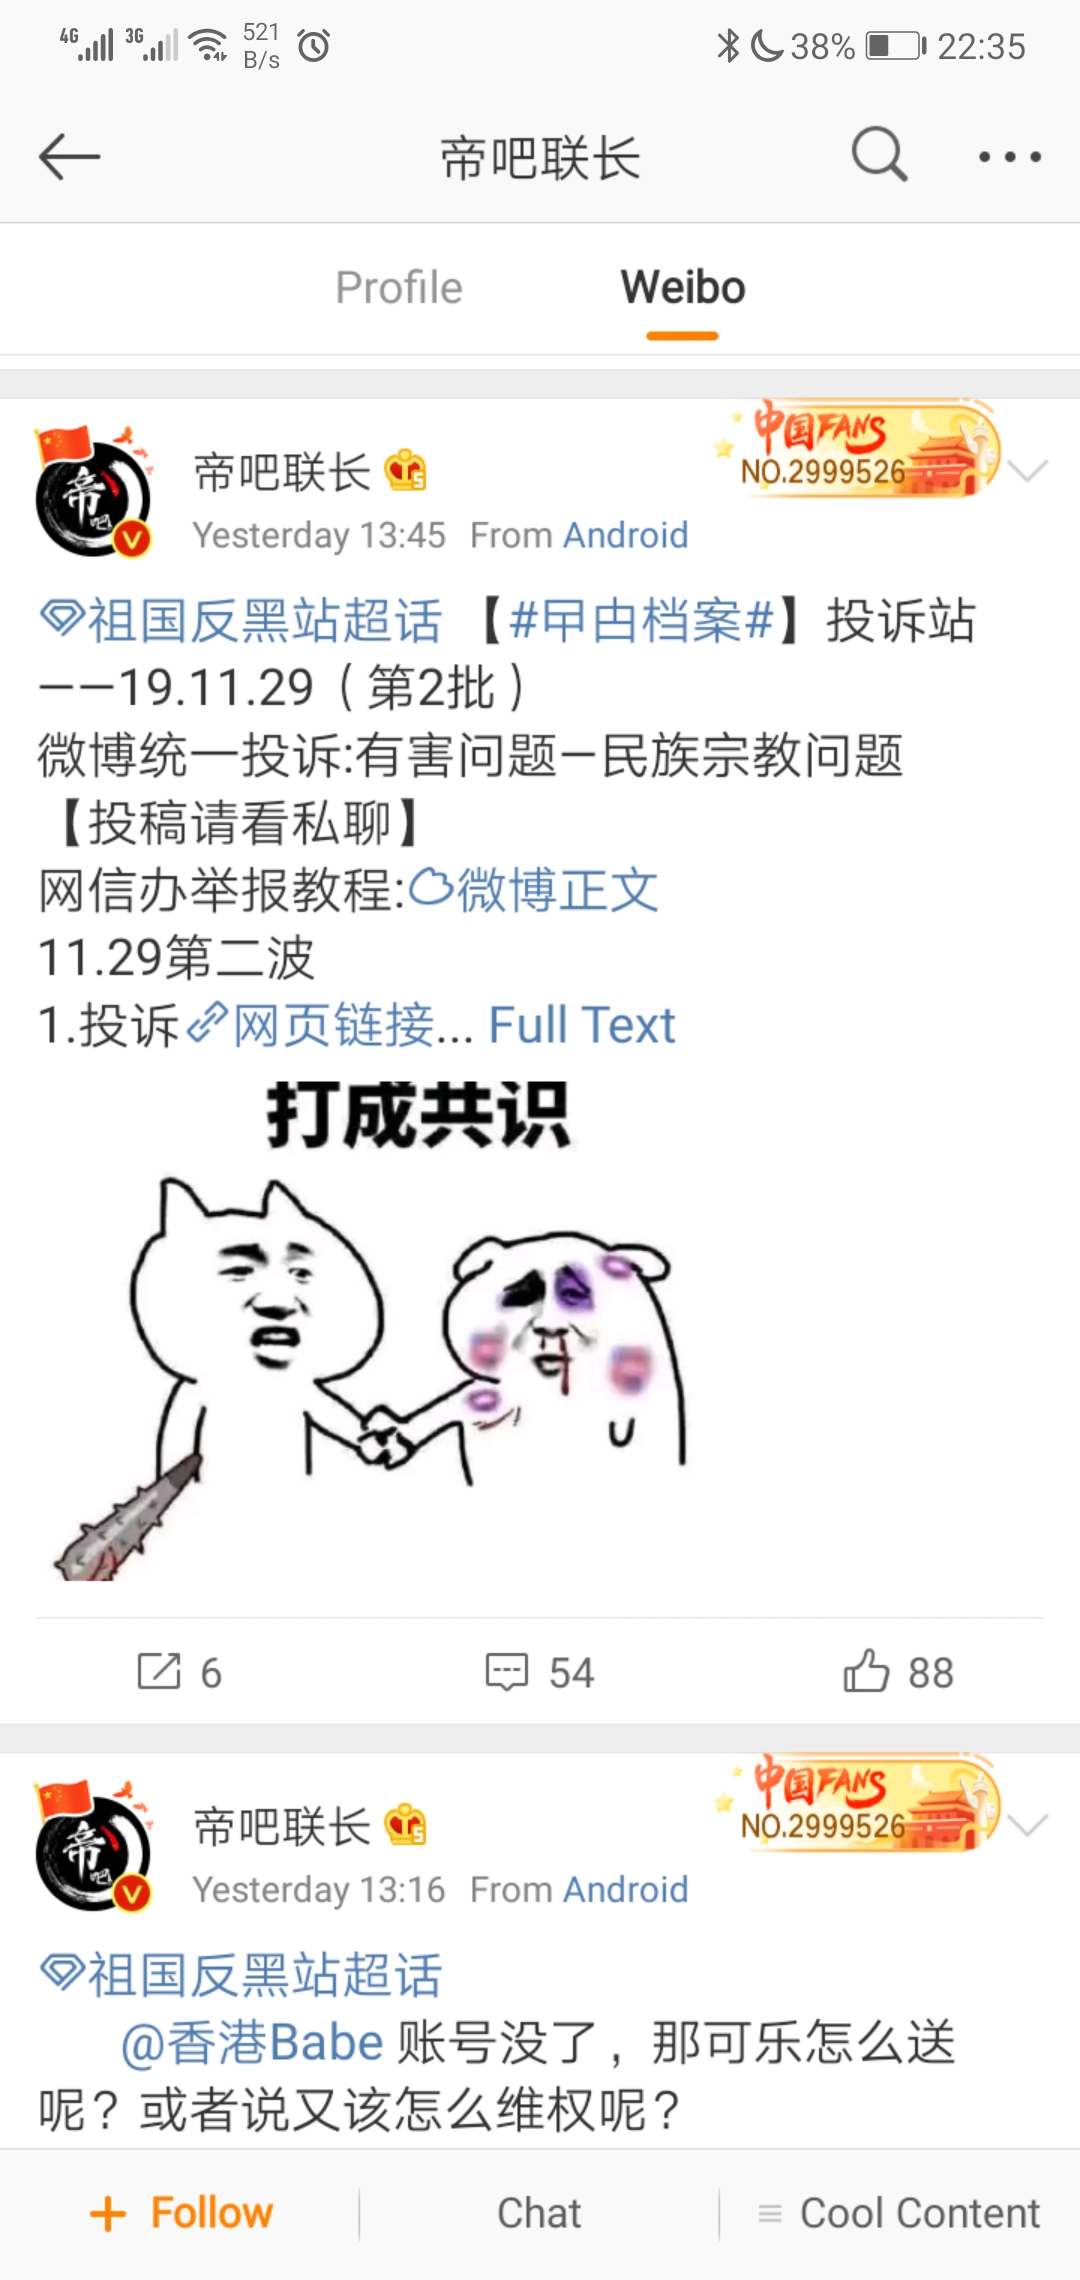 4G 3G 521 B/s 38% 22:35
帝吧联长
Profile Weibo
中国FANS
帝吧联长
NO.2999526
Yesterday 13:45 From Android
祖国反黑站超话 【#曱甴档案#】投诉站
——19.11.29（第2批）
微博统一投诉:有害问题—民族宗教问题
【投稿请看私聊】
网信办举报教程:微博正文
11.29第二波
1.投诉网页链接... Full Text
打成共识
6 54 88
中国FANS
帝吧联长
NO.2999526
Yesterday 13:16 From Android
祖国反黑站超话
@香港Babe 账号没了，那可乐怎么送
呢？或者说又该怎么维权呢？
+ Follow Chat Cool Content